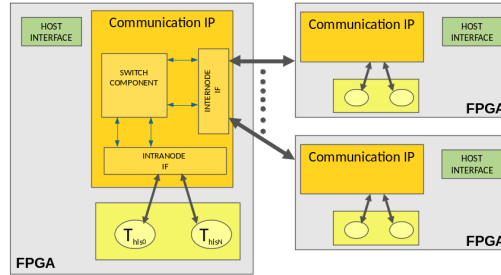 HOST
INTERFACE
Communication IP
SWITCH
COMPONENT
INTERNODE
IF
INTRANODE
IF
T hls0
T hlsN
FPGA
Communication IP
HOST
INTERFACE
FPGA
Communication IP
HOST
INTERFACE
FPGA